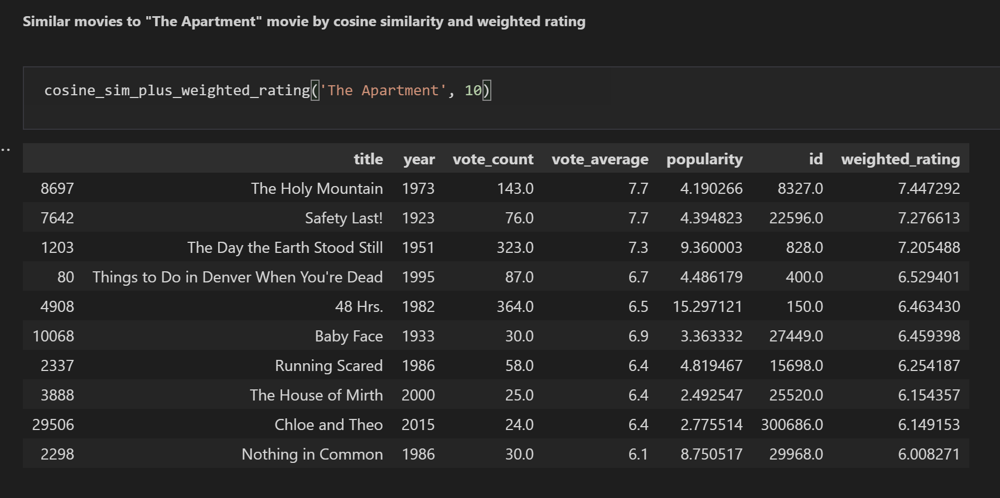 Similar movies to "The Apartment" movie by cosine similarity and weighted rating
cosine_sim_plus_weighted_rating('The Apartment', 10)
..
title year vote_count vote_average popularity id weighted_rating
8697 The Holy Mountain 1973 143.0 7.7 4.190266 8327.0 7.447292
7642 Safety Last! 1923 76.0 7.7 4.394823 22596.0 7.276613
1203 The Day the Earth Stood Still 1951 323.0 7.3 9.360003 828.0 7.205488
80 Things to Do in Denver When You're Dead 1995 87.0 6.7 4.486179 400.0 6.529401
4908 48 Hrs. 1982 364.0 6.5 15.297121 150.0 6.463430
10068 Baby Face 1933 30.0 6.9 3.363332 27449.0 6.459398
2337 Running Scared 1986 58.0 6.4 4.819467 15698.0 6.254187
3888 The House of Mirth 2000 25.0 6.4 2.492547 25520.0 6.154357
29506 Chloe and Theo 2015 24.0 6.4 2.775514 300686.0 6.149153
2298 Nothing in Common 1986 30.0 6.1 8.750517 29968.0 6.008271